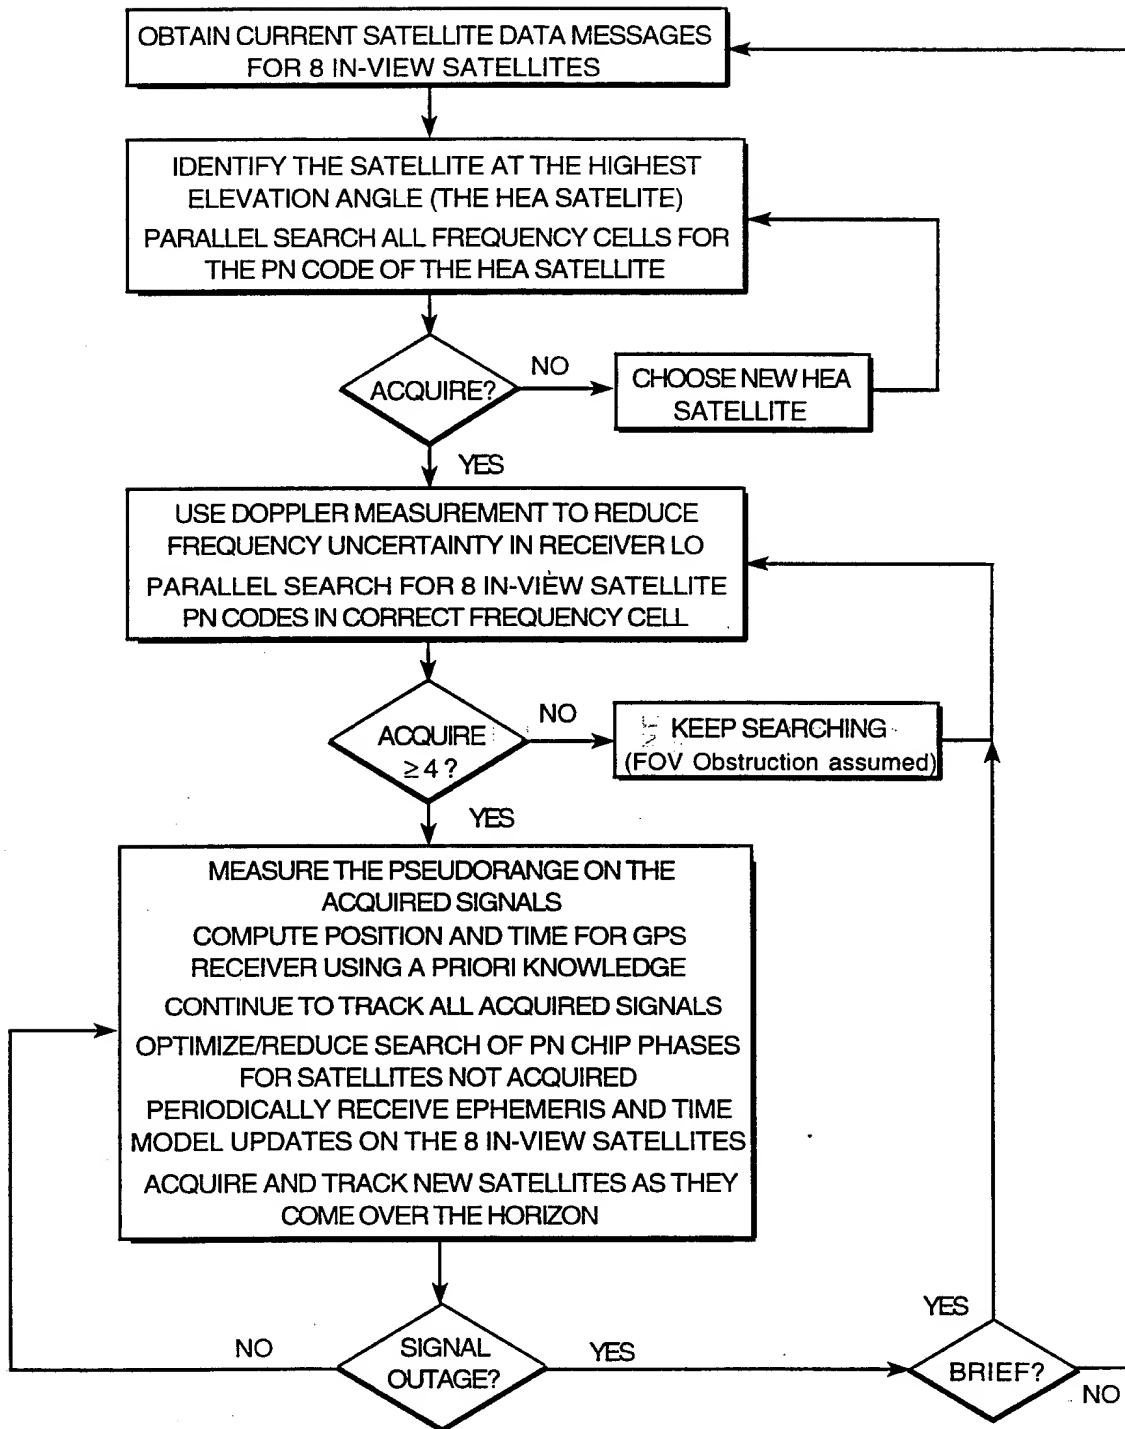 OBTAIN CURRENT SATELLITE DATA MESSAGES
FOR 8 IN-VIEW SATELLITES
IDENTIFY THE SATELLITE AT THE HIGHEST
ELEVATION ANGLE (THE HEA SATELITE)
PARALLEL SEARCH ALL FREQUENCY CELLS FOR
THE PN CODE OF THE HEA SATELLITE
ACQUIRE?
NO
CHOOSE NEW HEA
SATELLITE
YES
USE DOPPLER MEASUREMENT TO REDUCE
FREQUENCY UNCERTAINTY IN RECEIVER LO
PARALLEL SEARCH FOR 8 IN-VIEW SATELLITE
PN CODES IN CORRECT FREQUENCY CELL
ACQUIRE
≥4?
NO
KEEP SEARCHING
(FOV Obstruction assumed)
YES
MEASURE THE PSEUDORANGE ON THE
ACQUIRED SIGNALS
COMPUTE POSITION AND TIME FOR GPS
RECEIVER USING A PRIORI KNOWLEDGE
CONTINUE TO TRACK ALL ACQUIRED SIGNALS
OPTIMIZE/REDUCE SEARCH OF PN CHIP PHASES
FOR SATELLITES NOT ACQUIRED
PERIODICALLY RECEIVE EPHEMERIS AND TIME
MODEL UPDATES ON THE 8 IN-VIEW SATELLITES
ACQUIRE AND TRACK NEW SATELLITES AS THEY
COME OVER THE HORIZON
SIGNAL
OUTAGE?
NO
YES
BRIEF?
YES
NO